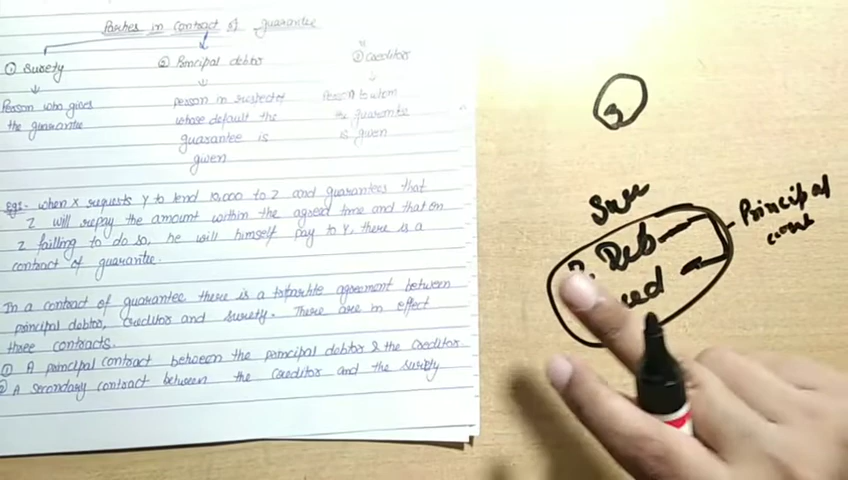 Parties in contract of guarantee
① Surety
Person who gives
the guarantee
② Principal debtor
person in respect of
whose default the
guarantee is
given
③ Creditor
Person to whom
the guarantee
is given
Eg1- when X requests Y to lend 10,000 to Z and guarantees that
Z will repay the amount within the agreed time and that on
Z failling to do so, he will himself pay to Y, there is a
contract of guarantee.
In a contract of guarantee there is a tripartite agreement between
principal debtor, creditor and surety. There are in effect
three contracts.
① A principal contract between the principal debtor & the creditor
② A secondary contract between the creditor and the surety
3
Sure
P. Deb
Principal
cont